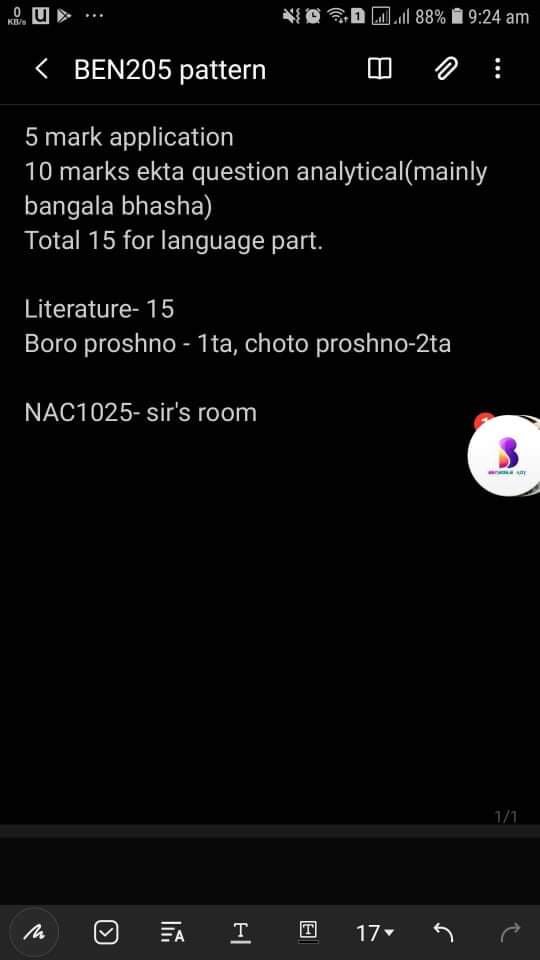 0
KB/s
U
1
88%
9:24 am
BEN205 pattern
5 mark application
10 marks ekta question analytical(mainly
bangala bhasha)
Total 15 for language part.
Literature- 15
Boro proshno - 1ta, choto proshno-2ta
NAC1025- sir's room
1/1
A
T
T
17